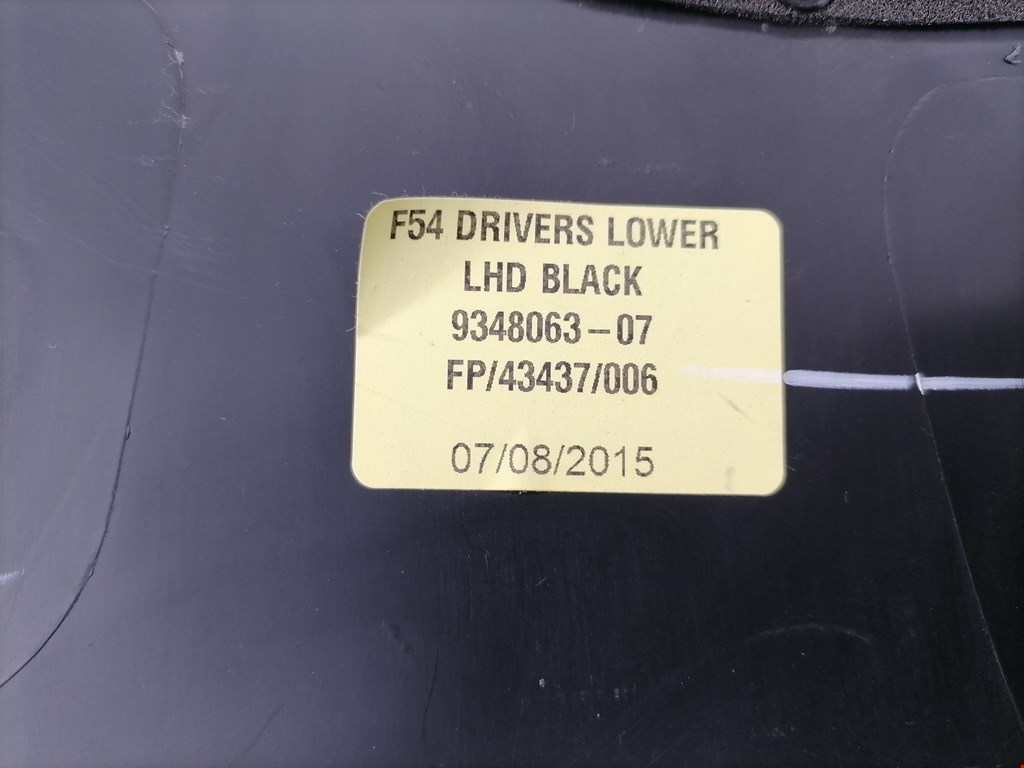 F54 DRIVERS LOWER
LHD BLACK
9348063-07
FP/43437/006
07/08/2015